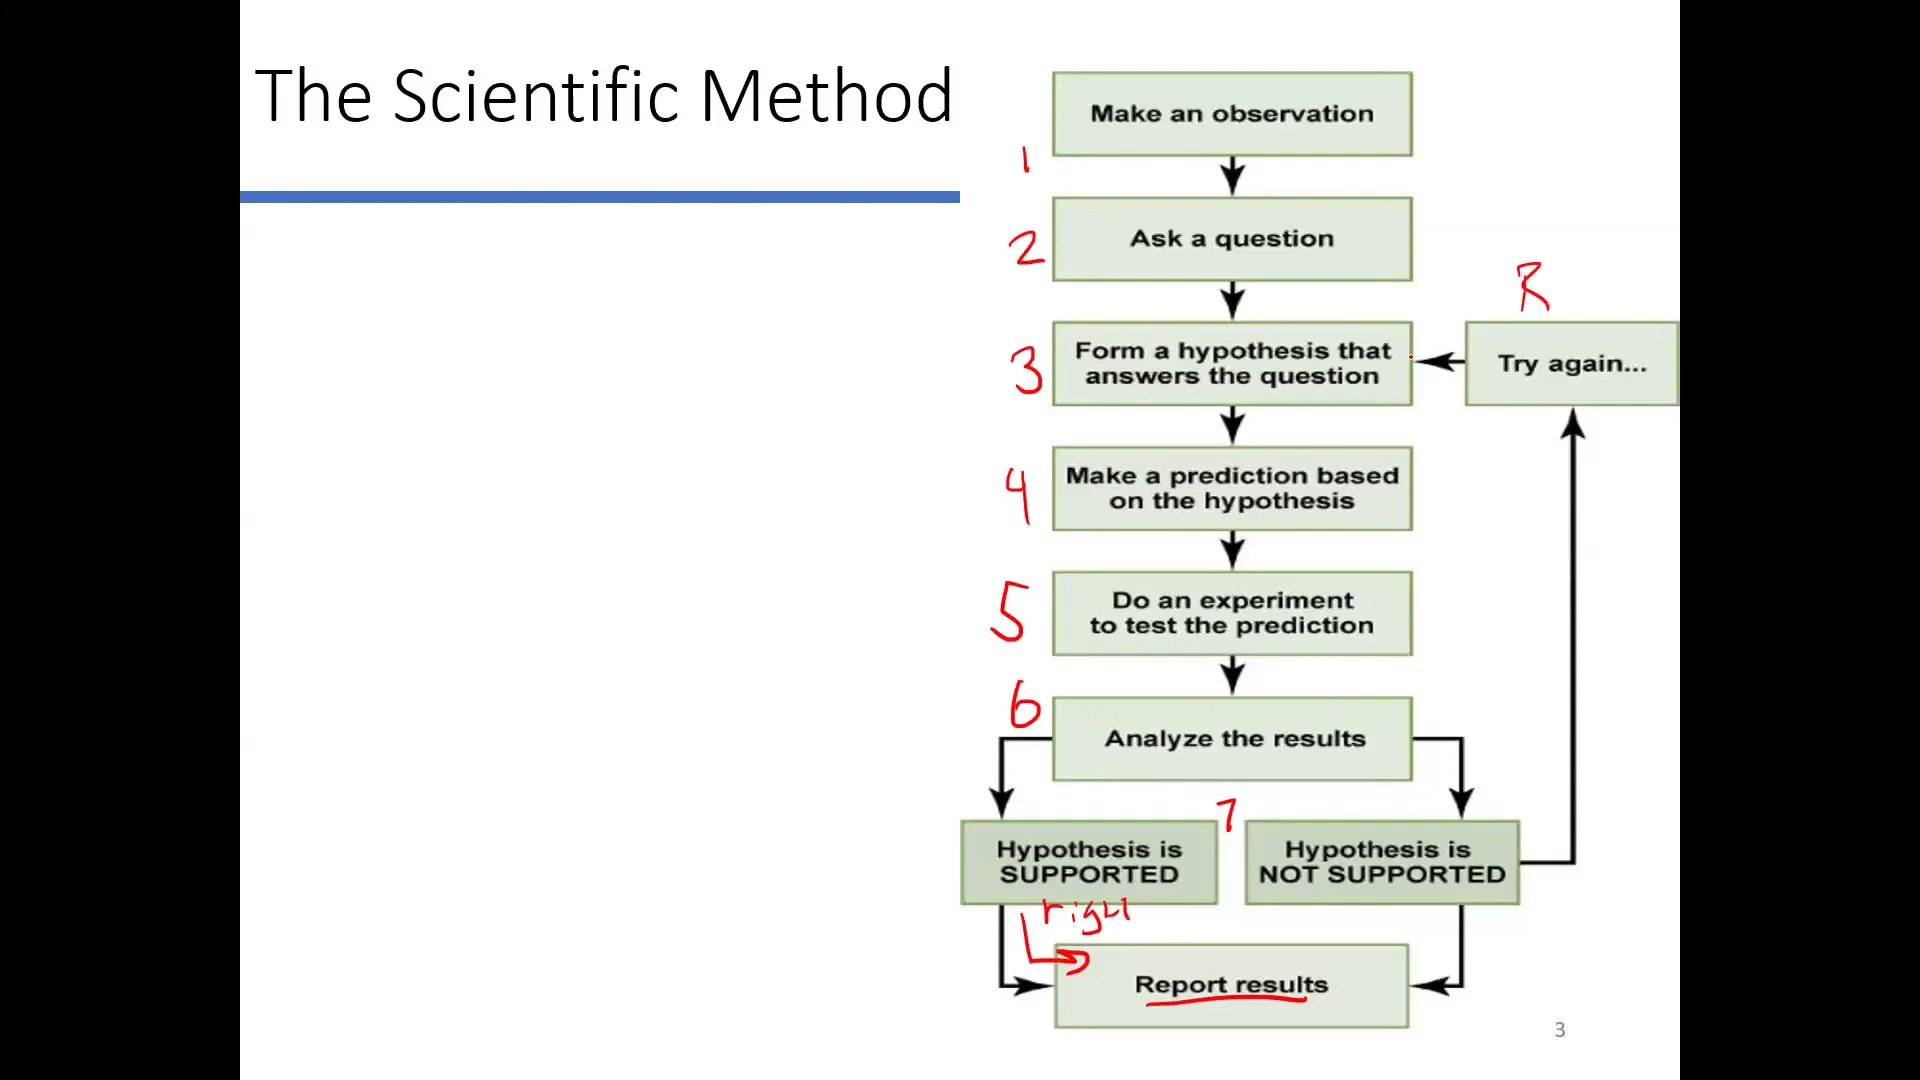 The Scientific Method
Make an observation
1
Ask a question
2
R
Form a hypothesis that
answers the question
3
Try again...
Make a prediction based
on the hypothesis
4
Do an experiment
to test the prediction
5
6
Analyze the results
7
Hypothesis is
SUPPORTED
Hypothesis is
NOT SUPPORTED
Report results
3